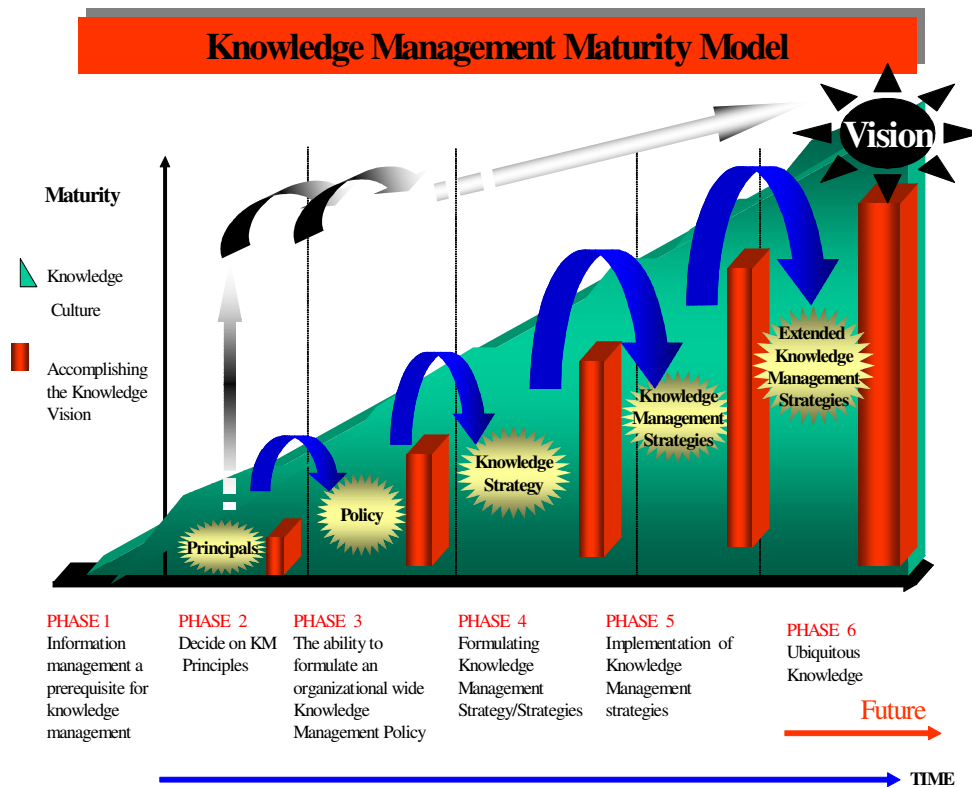 Knowledge Management Maturity Model
Vision
Maturity
Knowledge
Culture
Accomplishing
the Knowledge
Vision
Principals
Policy
Knowledge
Strategy
Knowledge
Management
Strategies
Extended
Knowledge
Management
Strategies
PHASE 1
Information
management a
prerequisite for
knowledge
management
PHASE 2
Decide on KM
Principles
PHASE 3
The ability to
formulate an
organizational wide
Knowledge
Management Policy
PHASE 4
Formulating
Knowledge
Management
Strategy/Strategies
PHASE 5
Implementation of
Knowledge
Management
strategies
PHASE 6
Ubiquitous
Knowledge
Future
TIME